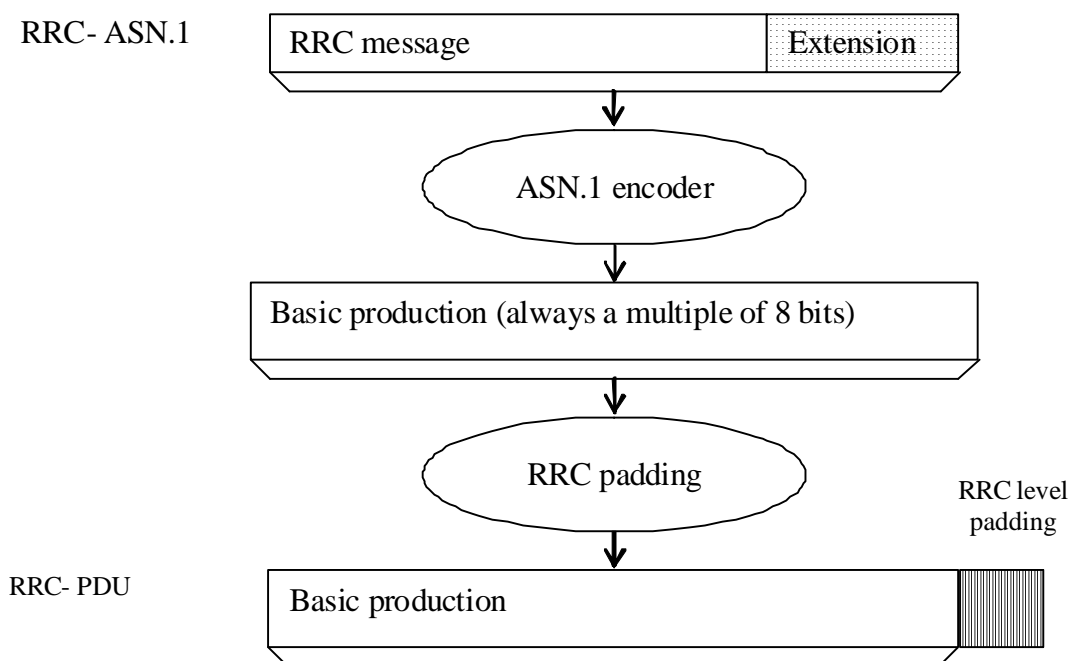 RRC- ASN.1
RRC message
Extension
ASN.1 encoder
Basic production (always a multiple of 8 bits)
RRC padding
RRC level
padding
RRC- PDU
Basic production